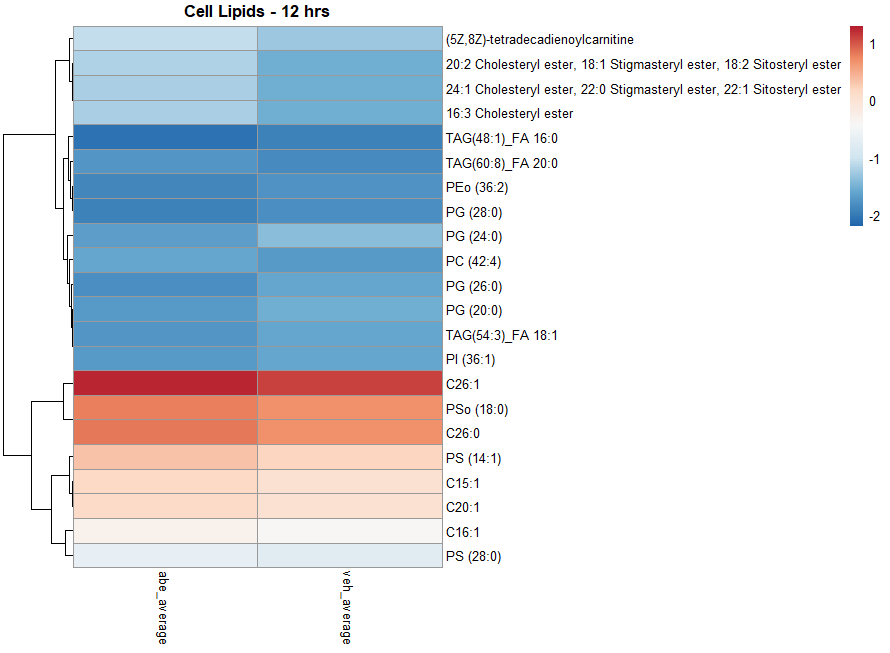 Cell Lipids - 12 hrs
(5Z,8Z)-tetradecadienoylcarnitine
20:2 Cholesteryl ester, 18:1 Stigmasteryl ester, 18:2 Sitosteryl ester
24:1 Cholesteryl ester, 22:0 Stigmasteryl ester, 22:1 Sitosteryl ester
16:3 Cholesteryl ester
TAG(48:1)_FA 16:0
TAG(60:8)_FA 20:0
PEo (36:2)
PG (28:0)
PG (24:0)
PC (42:4)
PG (26:0)
PG (20:0)
TAG(54:3)_FA 18:1
PI (36:1)
C26:1
PSo (18:0)
C26:0
PS (14:1)
C15:1
C20:1
C16:1
PS (28:0)
abe_average
veh_average
1
0
-1
-2